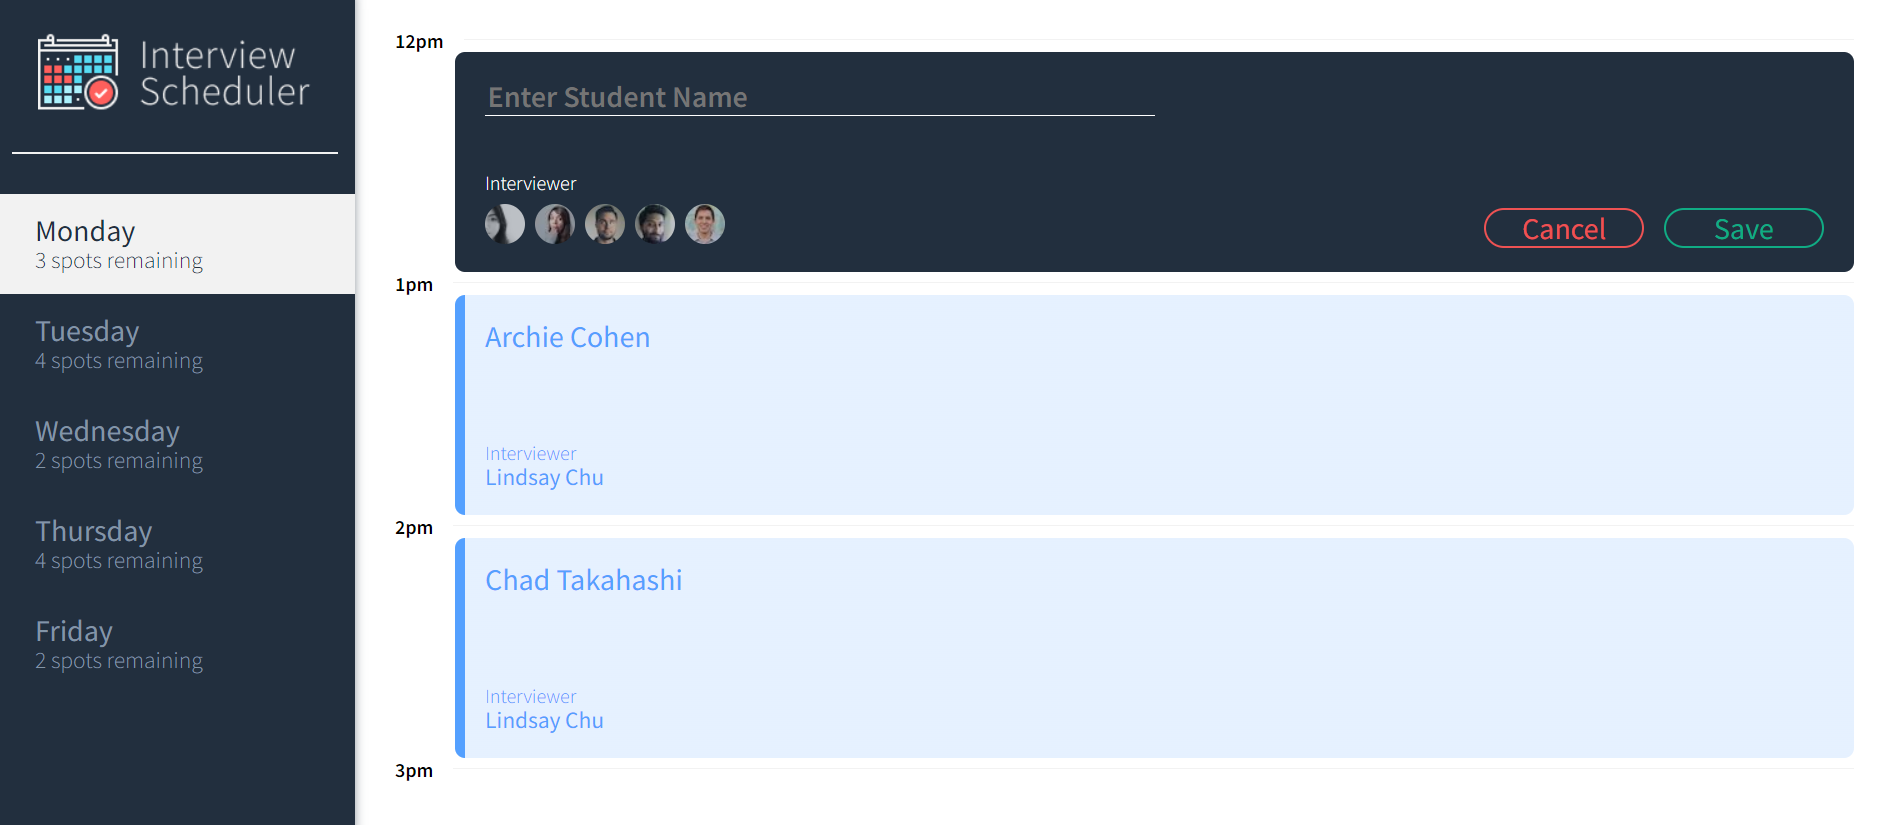 Interview
Scheduler
Monday
3 spots remaining
Tuesday
4 spots remaining
Wednesday
2 spots remaining
Thursday
4 spots remaining
Friday
2 spots remaining
12pm
Enter Student Name
Interviewer
Cancel
Save
1pm
Archie Cohen
Interviewer
Lindsay Chu
2pm
Chad Takahashi
Interviewer
Lindsay Chu
3pm